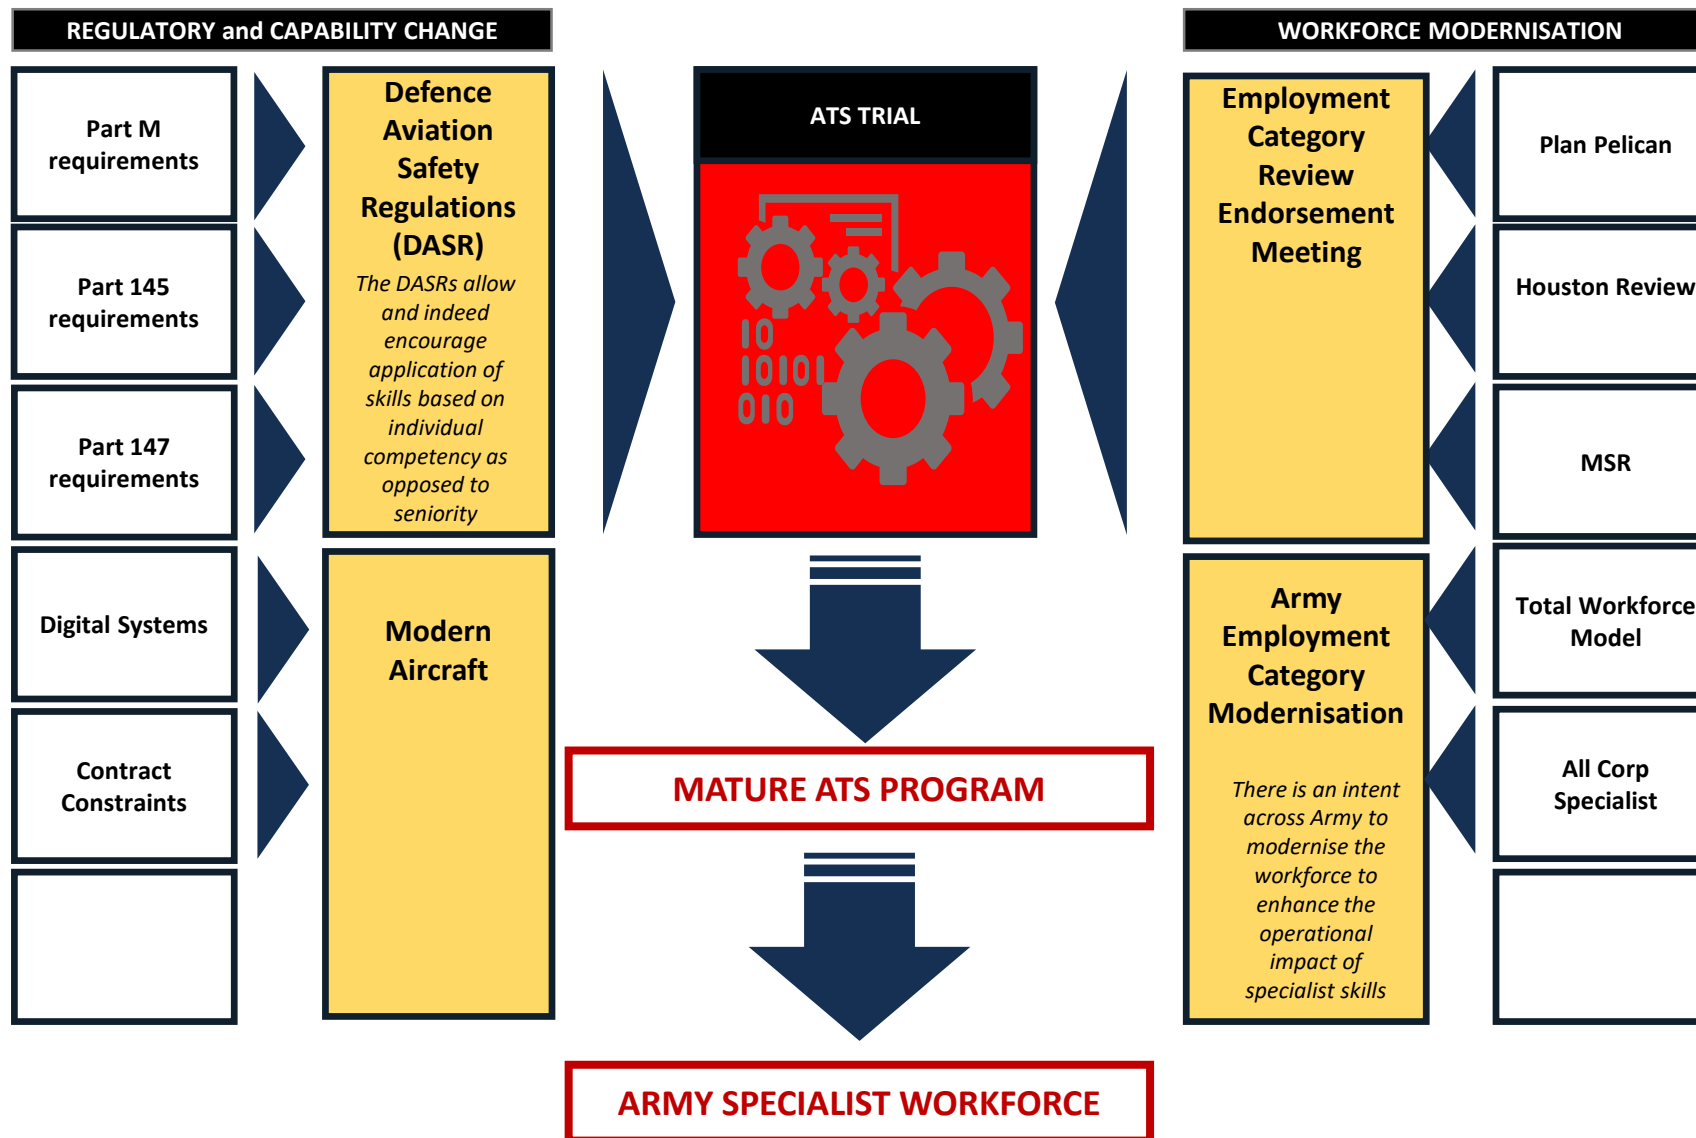 REGULATORY and CAPABILITY CHANGE
Part M
requirements
Part 145
requirements
Part 147
requirements
Digital Systems
Contract
Constraints
Defence
Aviation
Safety
Regulations
(DASR)
The DASRs allow
and indeed
encourage
application of
skills based on
individual
competency as
opposed to
seniority
Modern
Aircraft
ATS TRIAL
10
10101
010
MATURE ATS PROGRAM
ARMY SPECIALIST WORKFORCE
WORKFORCE MODERNISATION
Employment
Category
Review
Endorsement
Meeting
Army
Employment
Category
Modernisation
There is an intent
across Army to
modernise the
workforce to
enhance the
operational
impact of
specialist skills
Plan Pelican
Houston Review
MSR
Total Workforce
Model
All Corp
Specialist